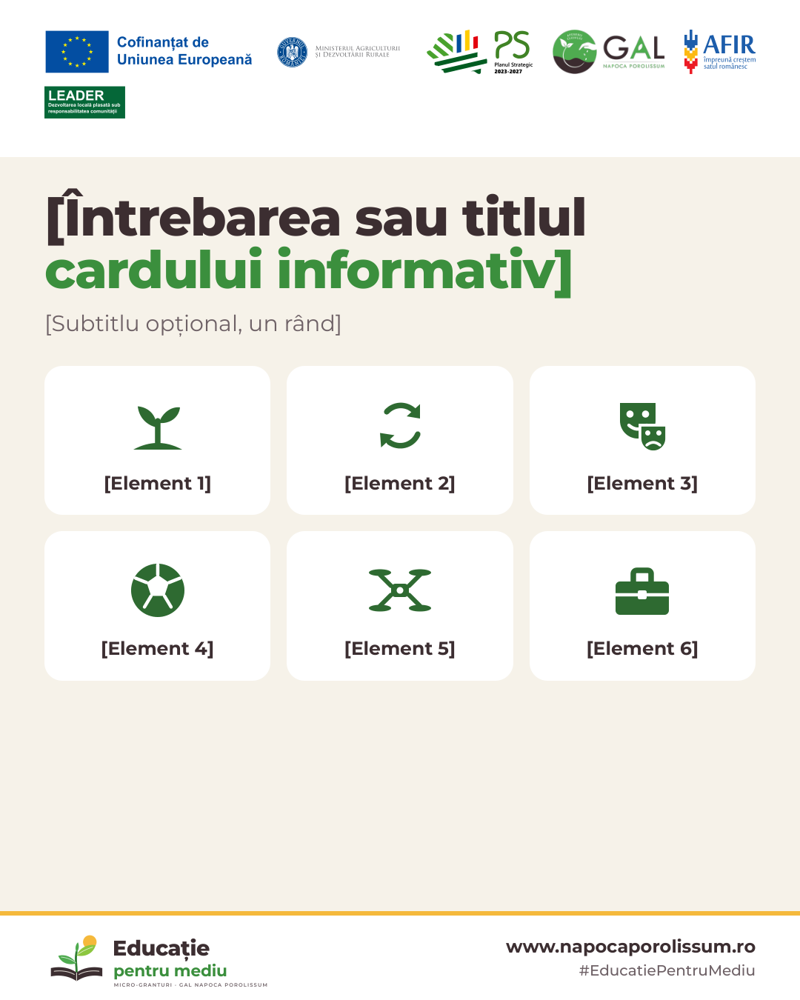 Cofinanțat de
Uniunea Europeană
GUVERNUL ROMÂNIEI
Ministerul Agriculturii
și Dezvoltării Rurale
PS
Planul Strategic
2023-2027
GAL
NAPOCA POROLISSUM
AFIR
împreună creștem
satul românesc
LEADER
Dezvoltarea locală plasată sub
responsabilitatea comunității
[Întrebarea sau titlul
cardului informativ]
[Subtitlu opțional, un rând]
[Element 1]
[Element 2]
[Element 3]
[Element 4]
[Element 5]
[Element 6]
Educație
pentru mediu
MICRO-GRANTURI · GAL NAPOCA POROLISSUM
www.napocaporolissum.ro
#EducatiePentruMediu